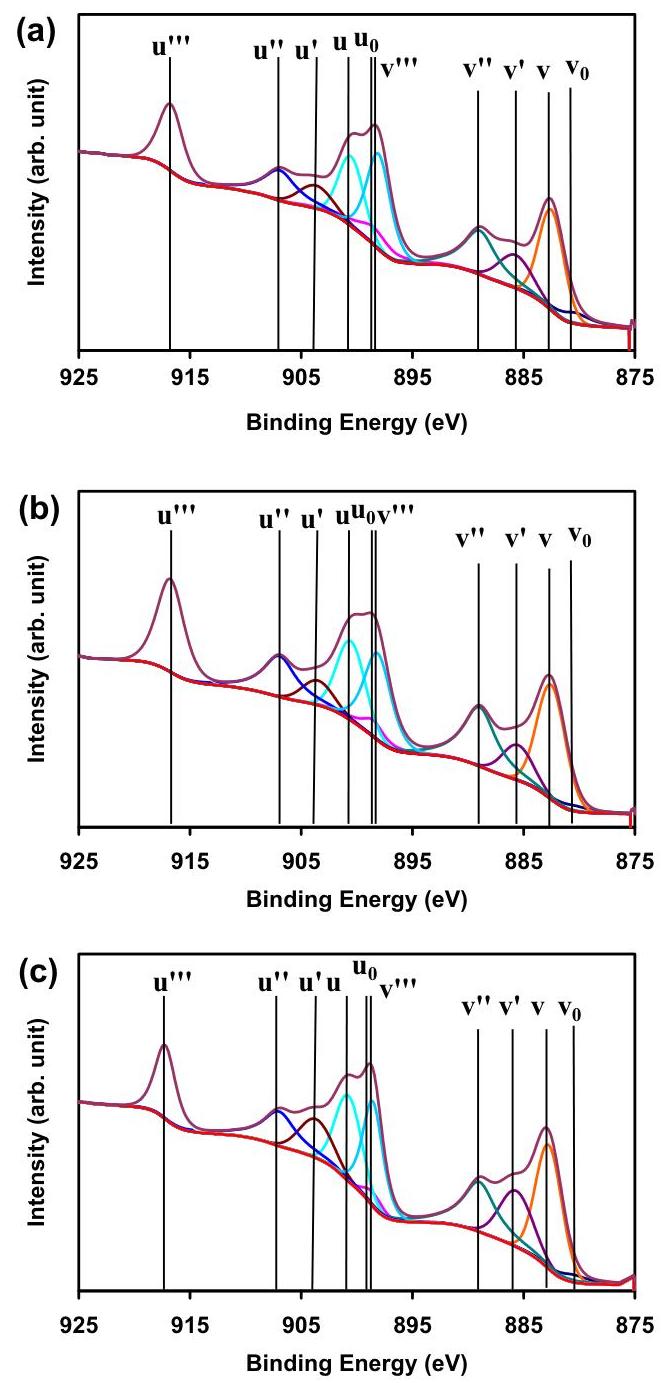 (a)
u''' u'' u' u u₀ v''' v'' v' v v₀
Intensity (arb. unit)
925 915 905 895 885 875
Binding Energy (eV)
(b)
u''' u'' u' u u₀ v''' v'' v' v v₀
Intensity (arb. unit)
925 915 905 895 885 875
Binding Energy (eV)
(c)
u''' u'' u' u u₀ v''' v'' v' v v₀
Intensity (arb. unit)
925 915 905 895 885 875
Binding Energy (eV)